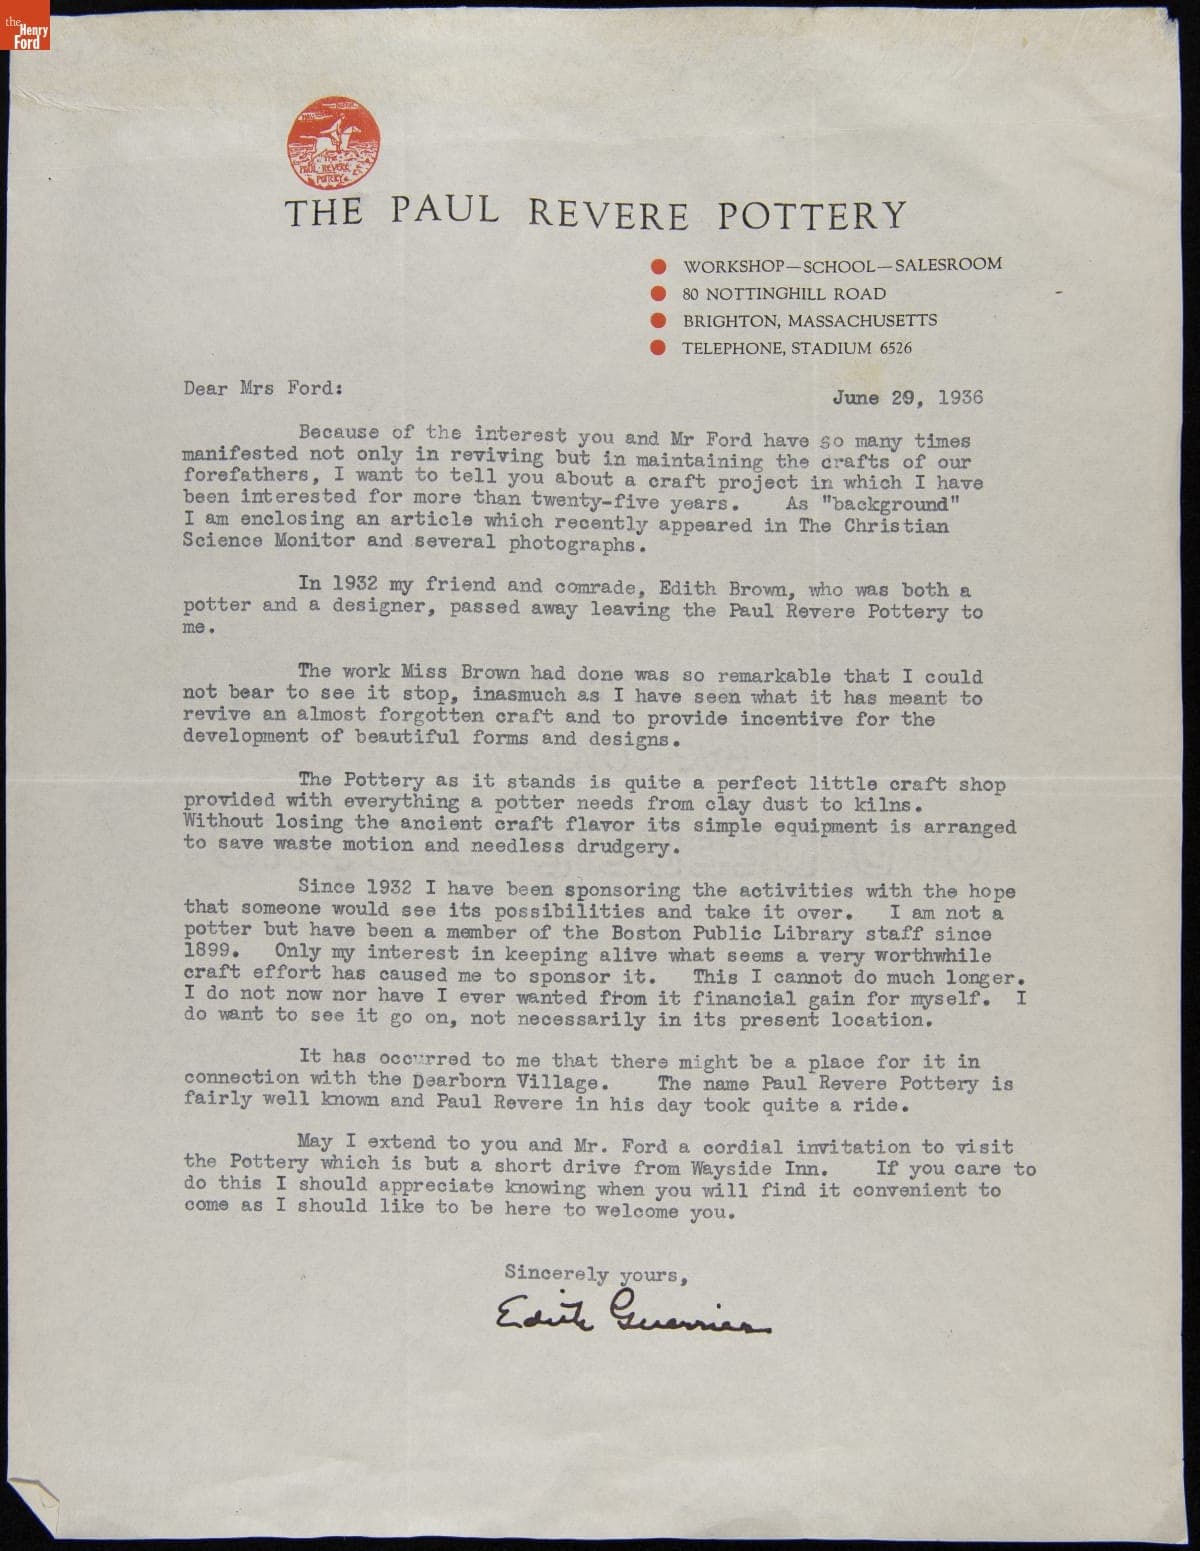 the
Henry
Ford
THE
PAUL REVERE
POTTERY
THE PAUL REVERE POTTERY
WORKSHOP—SCHOOL—SALESROOM
80 NOTTINGHILL ROAD
BRIGHTON, MASSACHUSETTS
TELEPHONE, STADIUM 6526
Dear Mrs Ford:
June 29, 1936
Because of the interest you and Mr Ford have so many times
manifested not only in reviving but in maintaining the crafts of our
forefathers, I want to tell you about a craft project in which I have
been interested for more than twenty-five years. As "background"
I am enclosing an article which recently appeared in The Christian
Science Monitor and several photographs.
In 1932 my friend and comrade, Edith Brown, who was both a
potter and a designer, passed away leaving the Paul Revere Pottery to
me.
The work Miss Brown had done was so remarkable that I could
not bear to see it stop, inasmuch as I have seen what it has meant to
revive an almost forgotten craft and to provide incentive for the
development of beautiful forms and designs.
The Pottery as it stands is quite a perfect little craft shop
provided with everything a potter needs from clay dust to kilns.
Without losing the ancient craft flavor its simple equipment is arranged
to save waste motion and needless drudgery.
Since 1932 I have been sponsoring the activities with the hope
that someone would see its possibilities and take it over. I am not a
potter but have been a member of the Boston Public Library staff since
1899. Only my interest in keeping alive what seems a very worthwhile
craft effort has caused me to sponsor it. This I cannot do much longer.
I do not now nor have I ever wanted from it financial gain for myself. I
do want to see it go on, not necessarily in its present location.
It has occurred to me that there might be a place for it in
connection with the Dearborn Village. The name Paul Revere Pottery is
fairly well known and Paul Revere in his day took quite a ride.
May I extend to you and Mr. Ford a cordial invitation to visit
the Pottery which is but a short drive from Wayside Inn. If you care to
do this I should appreciate knowing when you will find it convenient to
come as I should like to be here to welcome you.
Sincerely yours,
Edith Guerrier